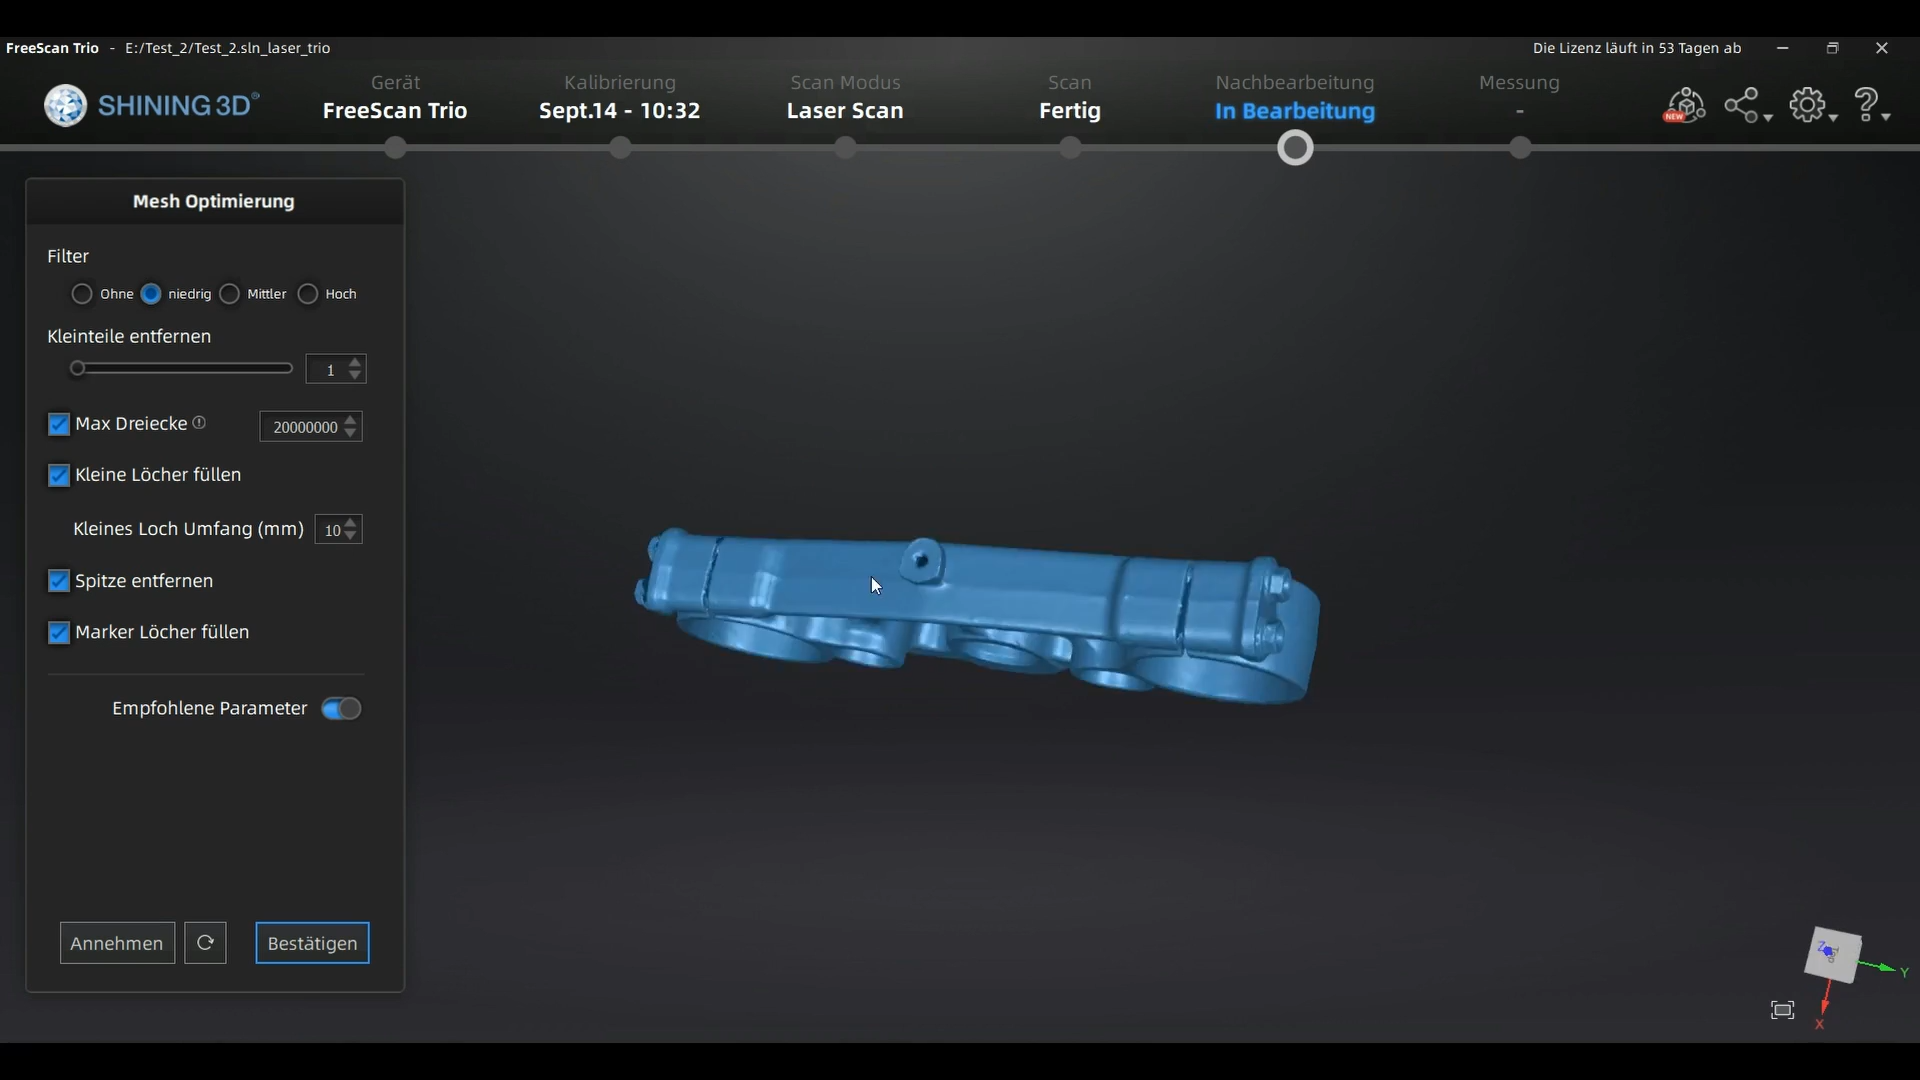 FreeScan Trio - E:/Test_2/Test_2.sln_laser_trio
Die Lizenz läuft in 53 Tagen ab
SHINING 3D®
Gerät
FreeScan Trio
Kalibrierung
Sept.14 - 10:32
Scan Modus
Laser Scan
Scan
Fertig
Nachbearbeitung
In Bearbeitung
Messung
-
NEW
Mesh Optimierung
Filter
Ohne niedrig Mittler Hoch
Kleinteile entfernen
1
Max Dreiecke 20000000
Kleine Löcher füllen
Kleines Loch Umfang (mm) 10
Spitze entfernen
Marker Löcher füllen
Empfohlene Parameter
Annehmen Bestätigen
Z
Y
X